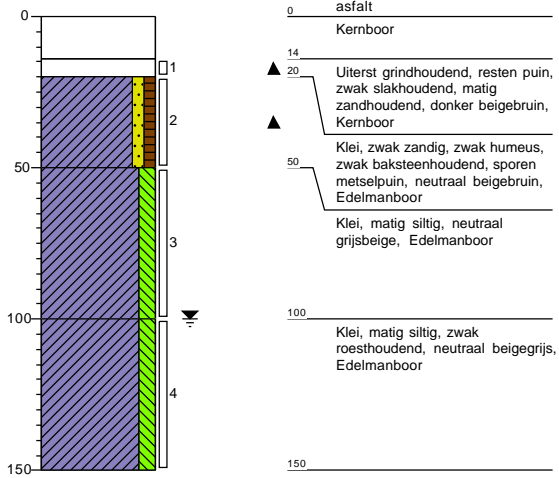 0
50
100
150
1
2
3
4
0
asfalt
Kernboor
14
Uiterst grindhoudend, resten puin,
zwak slakhoudend, matig
zandhoudend, donker beigebruin,
Kernboor
20
Klei, zwak zandig, zwak humeus,
zwak baksteenhoudend, sporen
metselpuin, neutraal beigebruin,
Edelmanboor
50
Klei, matig siltig, neutraal
grijsbeige, Edelmanboor
100
Klei, matig siltig, zwak
roesthoudend, neutraal beigegrijs,
Edelmanboor
150